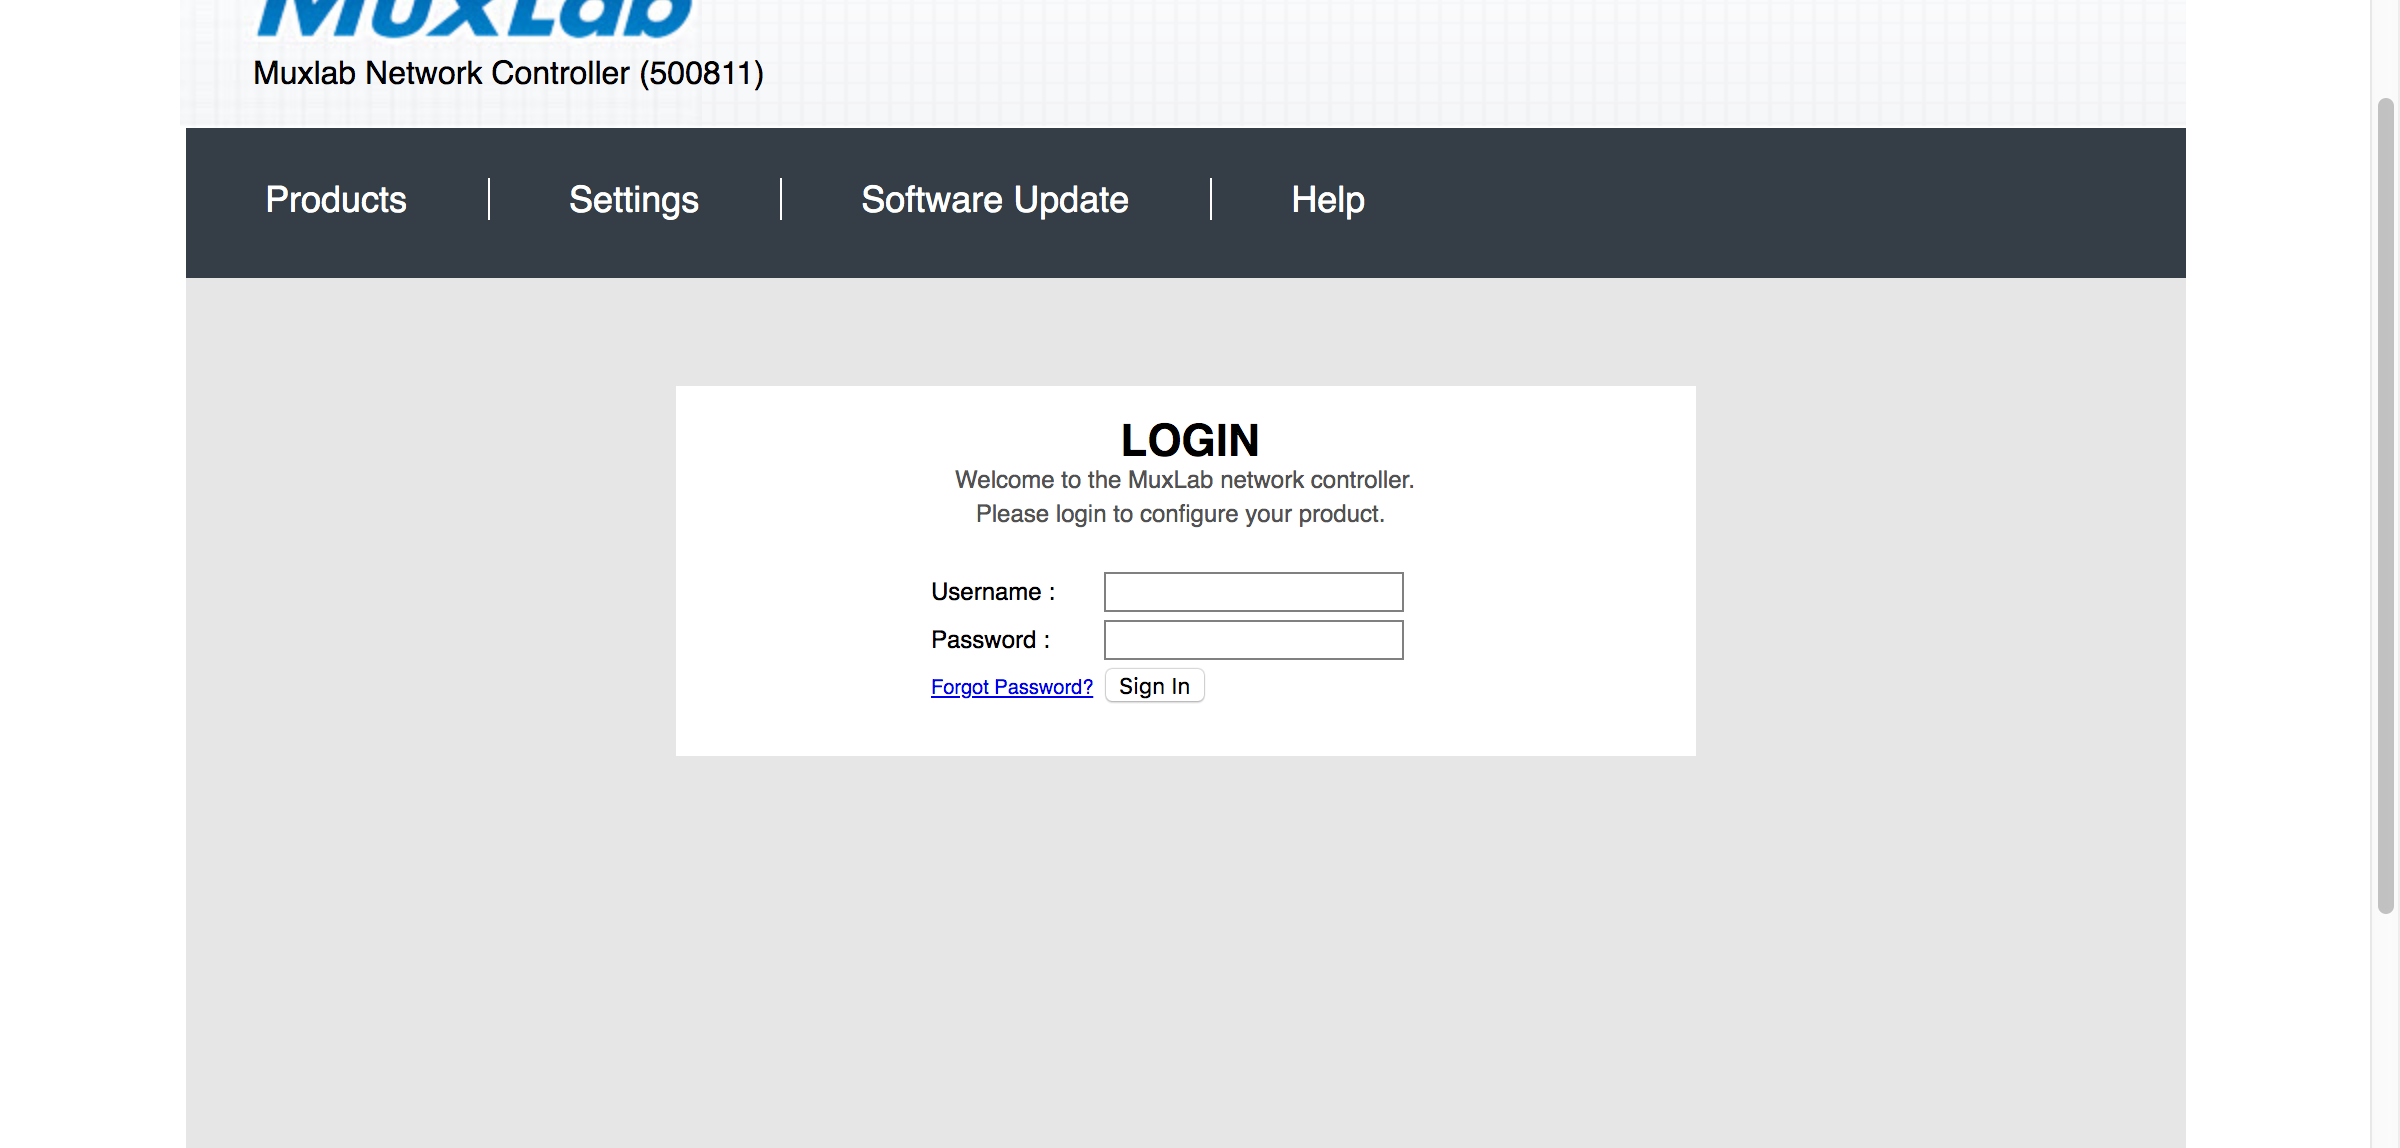 MuxLab
Muxlab Network Controller (500811)
Products
Settings
Software Update
Help
LOGIN
Welcome to the MuxLab network controller.
Please login to configure your product.
Username :
Password :
Forgot Password? Sign In